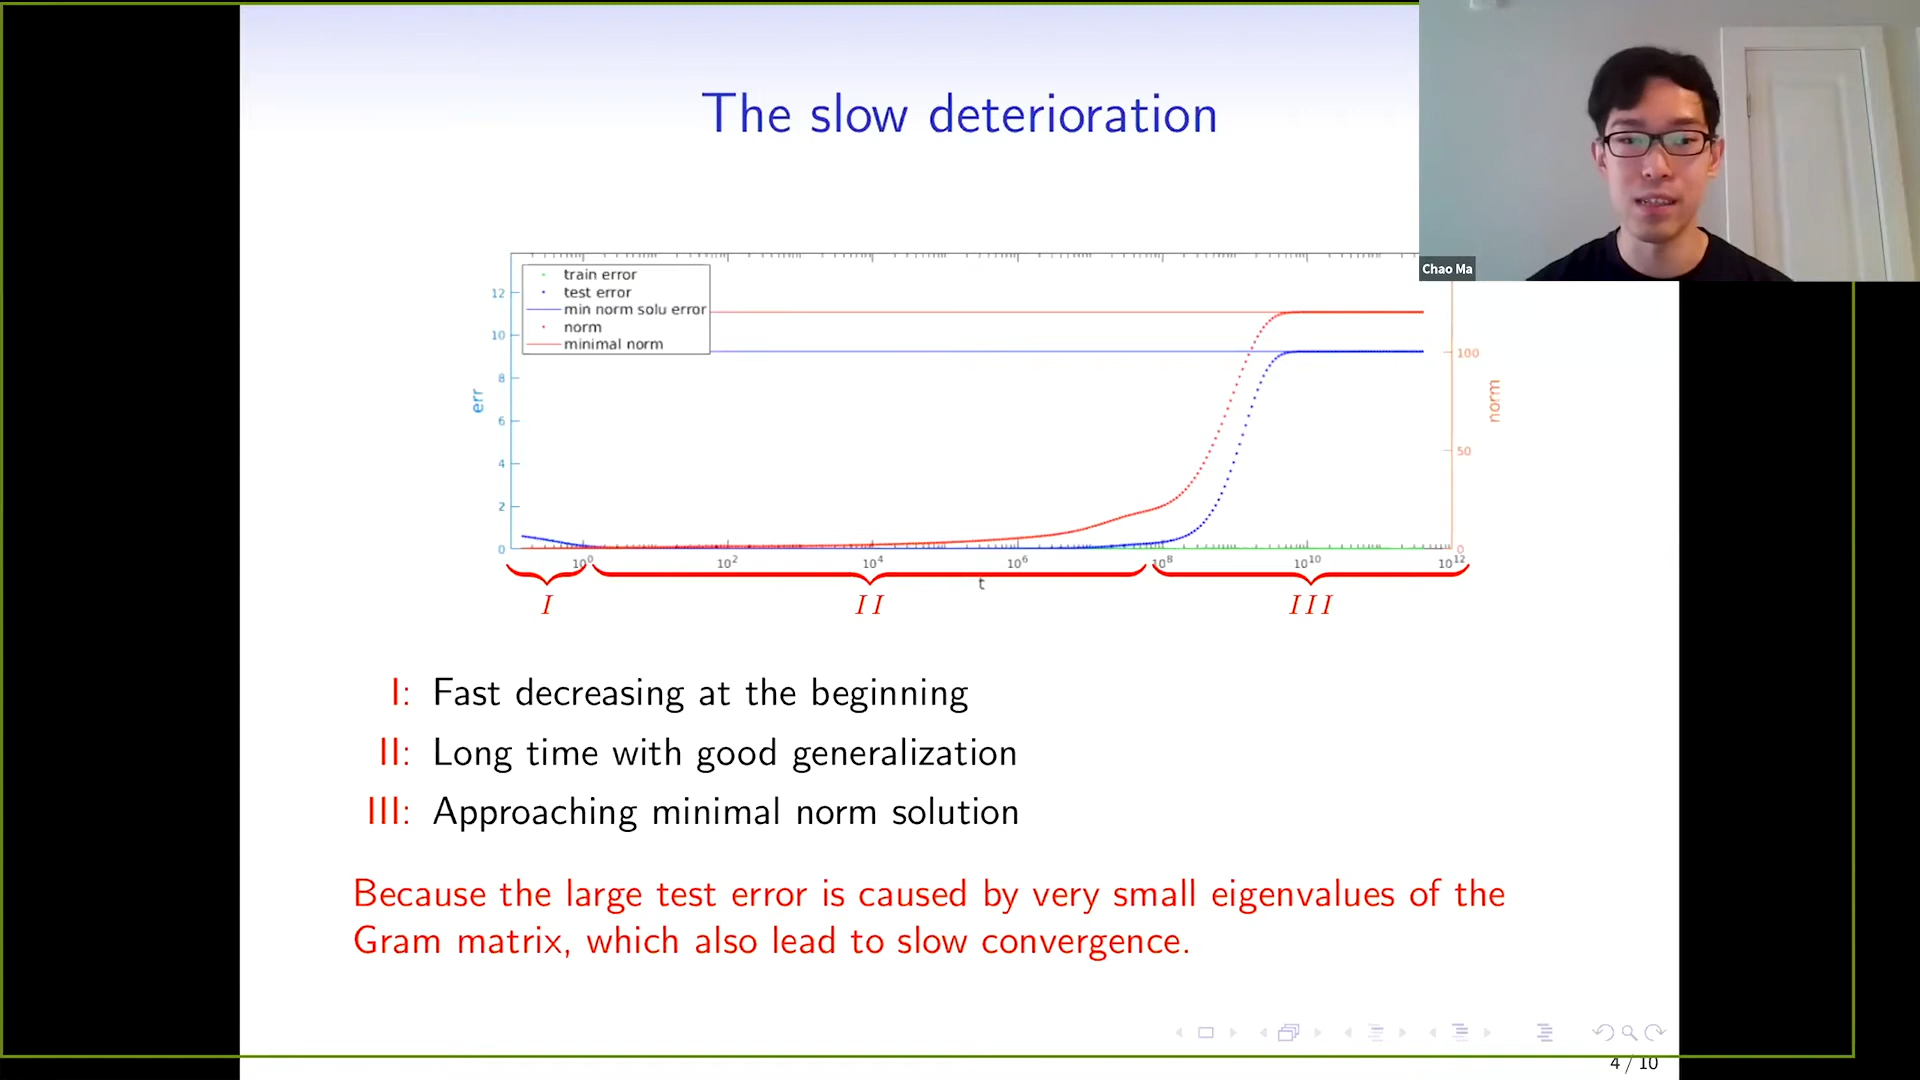 The slow deterioration
Chao Ma
train error
test error
min norm solu error
norm
minimal norm
12
10
8
6
4
2
0
err
100
50
0
norm
10^0 10^2 10^4 10^6 10^8 10^10 10^12
t
I II III
I: Fast decreasing at the beginning
II: Long time with good generalization
III: Approaching minimal norm solution
Because the large test error is caused by very small eigenvalues of the
Gram matrix, which also lead to slow convergence.
4 / 10